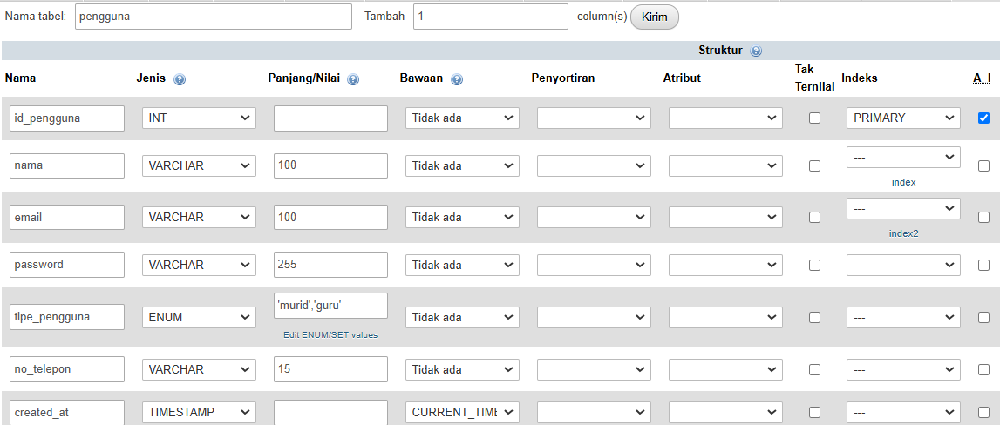 Nama tabel: pengguna Tambah 1 column(s) Kirim
Struktur
Nama Jenis Panjang/Nilai Bawaan Penyortiran Atribut Tak Ternilai Indeks A_I
id_pengguna INT Tidak ada PRIMARY
nama VARCHAR 100 Tidak ada ---
index
email VARCHAR 100 Tidak ada ---
index2
password VARCHAR 255 Tidak ada ---
tipe_pengguna ENUM 'murid','guru' Tidak ada ---
Edit ENUM/SET values
no_telepon VARCHAR 15 Tidak ada ---
created_at TIMESTAMP CURRENT_TIME ---